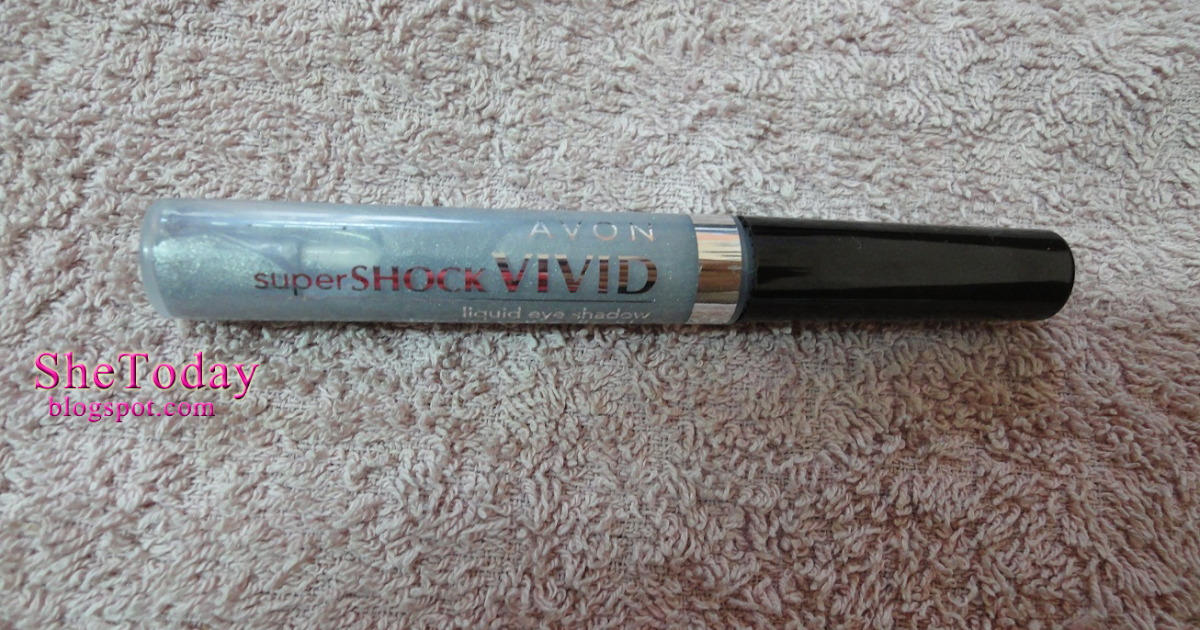 AVON
superSHOCK VIVID
liquid eye shadow
SheToday
blogspot.com